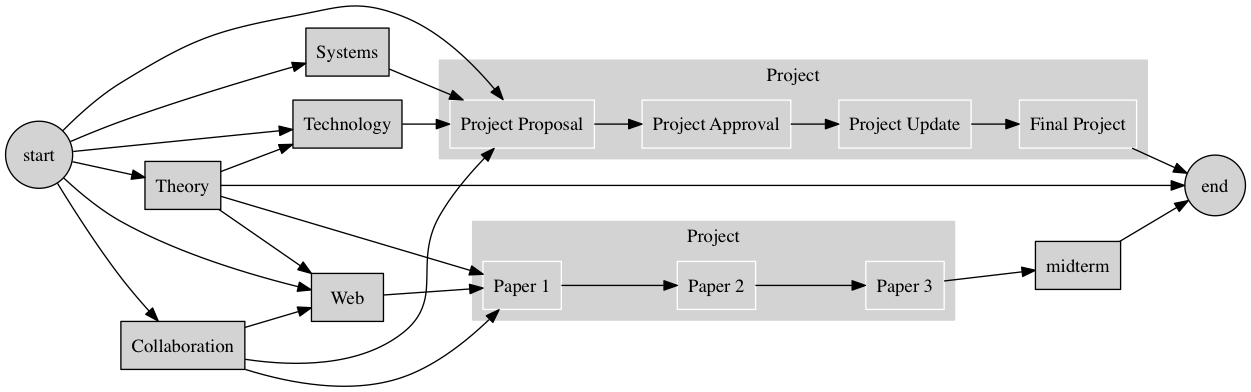 Systems
Project
Technology
Project Proposal
Project Approval
Project Update
Final Project
start
Theory
end
Project
midterm
Web
Paper 1
Paper 2
Paper 3
Collaboration